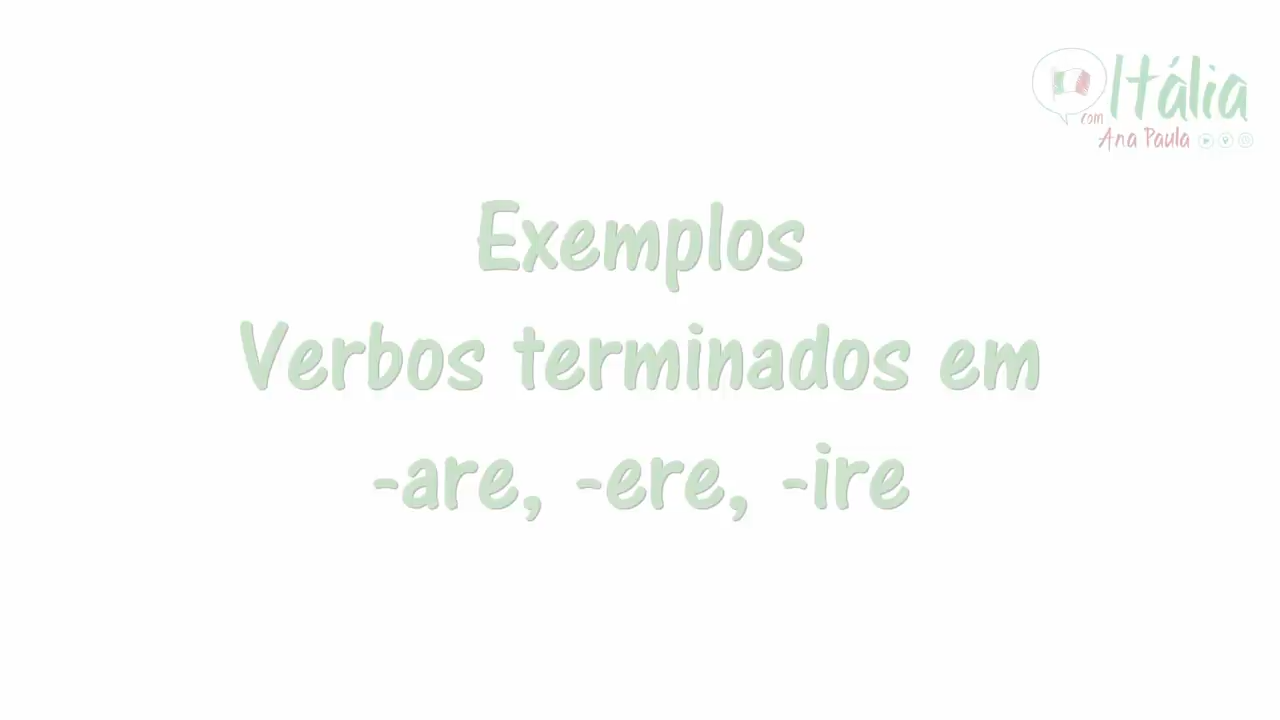 Itália
com
Ana Paula
Exemplos
Verbos terminados em
-are, -ere, -ire